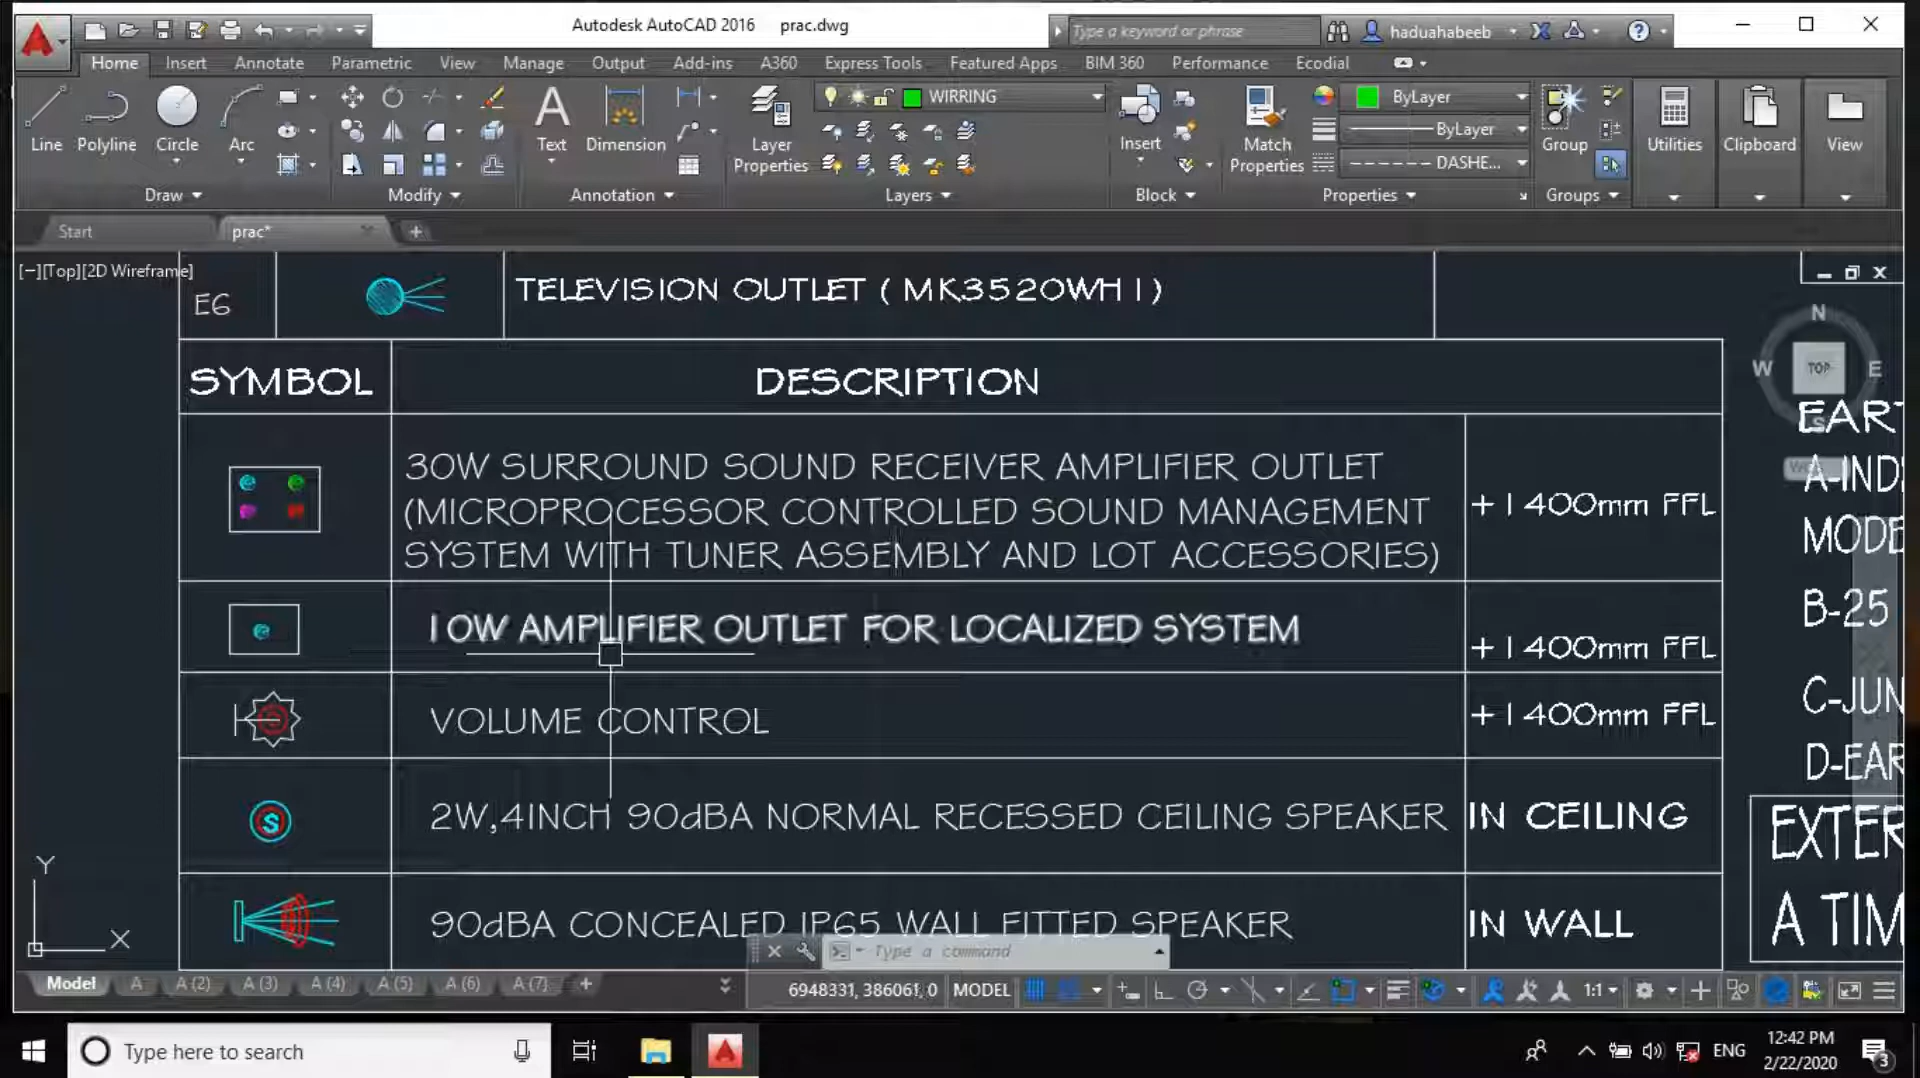 Autodesk AutoCAD 2016 prac.dwg
Type a keyword or phrase
haduahabeeb
Home Insert Annotate Parametric View Manage Output Add-ins A360 Express Tools Featured Apps BIM 360 Performance Ecodial
WIRRING
ByLayer
ByLayer
DASHE...
Line Polyline Circle Arc
Text Dimension
Layer Properties
Insert
Match Properties
Group
Utilities
Clipboard
View
Draw Modify Annotation Layers Block Properties Groups
Start prac*
[−][Top][2D Wireframe]
E6 TELEVISION OUTLET ( MK3520WH1)
SYMBOL DESCRIPTION
30W SURROUND SOUND RECEIVER AMPLIFIER OUTLET
(MICROPROCESSOR CONTROLLED SOUND MANAGEMENT
SYSTEM WITH TUNER ASSEMBLY AND LOT ACCESSORIES)
+1400mm FFL
10W AMPLIFIER OUTLET FOR LOCALIZED SYSTEM
+1400mm FFL
VOLUME CONTROL
+1400mm FFL
S
2W,4INCH 90dBA NORMAL RECESSED CEILING SPEAKER IN CEILING
90dBA CONCEALED IP65 WALL FITTED SPEAKER IN WALL
N
W TOP E
S
EAR
A-IND
MODE
B-25
C-JUN
D-EAR
EXTER
A TIM
Y
X
Type a command
Model A A (2) A (3) A (4) A (5) A (6) A (7) +
6948331, 386061, 0 MODEL
1:1
Type here to search
ENG
12:42 PM
2/22/2020
3